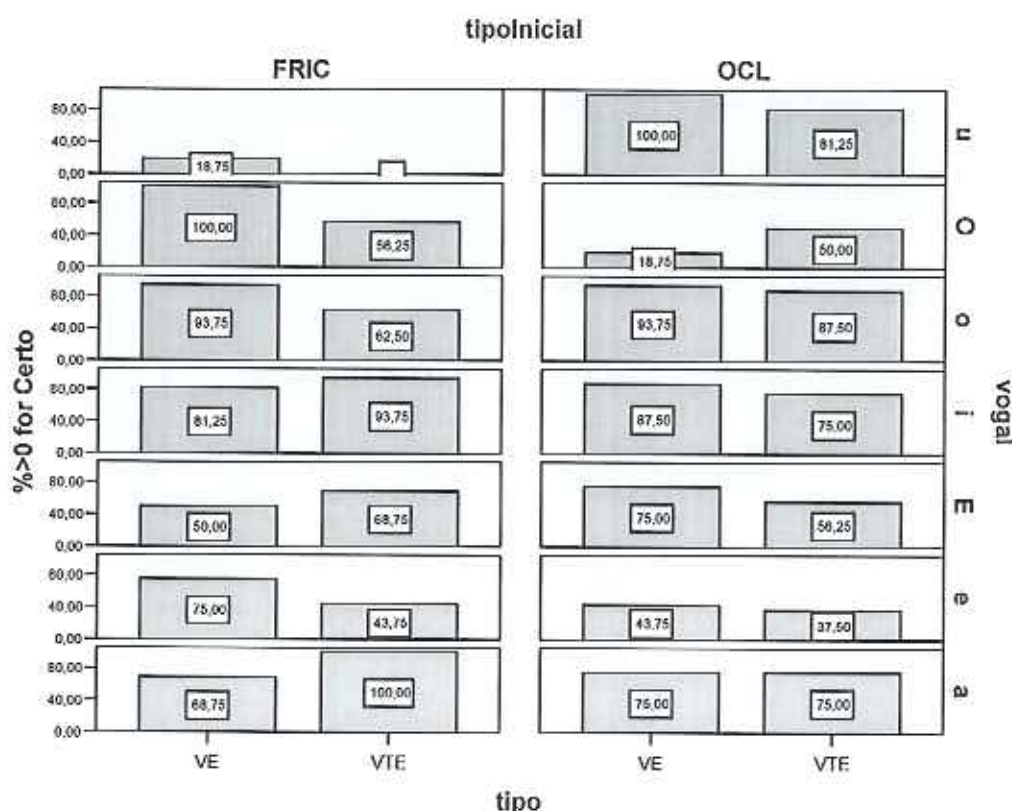 tipoInicial
FRIC OCL
80,00
40,00
0,00
18,75
100,00 81,25
u
80,00
40,00
0,00
100,00 56,25
18,75 50,00
O
80,00
40,00
0,00
93,75 62,50
93,75 87,50
o
80,00
40,00
0,00
81,25 93,75
87,50 75,00
i
80,00
40,00
0,00
50,00 68,75
75,00 56,25
E
80,00
40,00
0,00
75,00 43,75
43,75 37,50
e
80,00
40,00
0,00
68,75 100,00
75,00 75,00
a
%>0 for Certo
vogal
VE VTE VE VTE
tipo